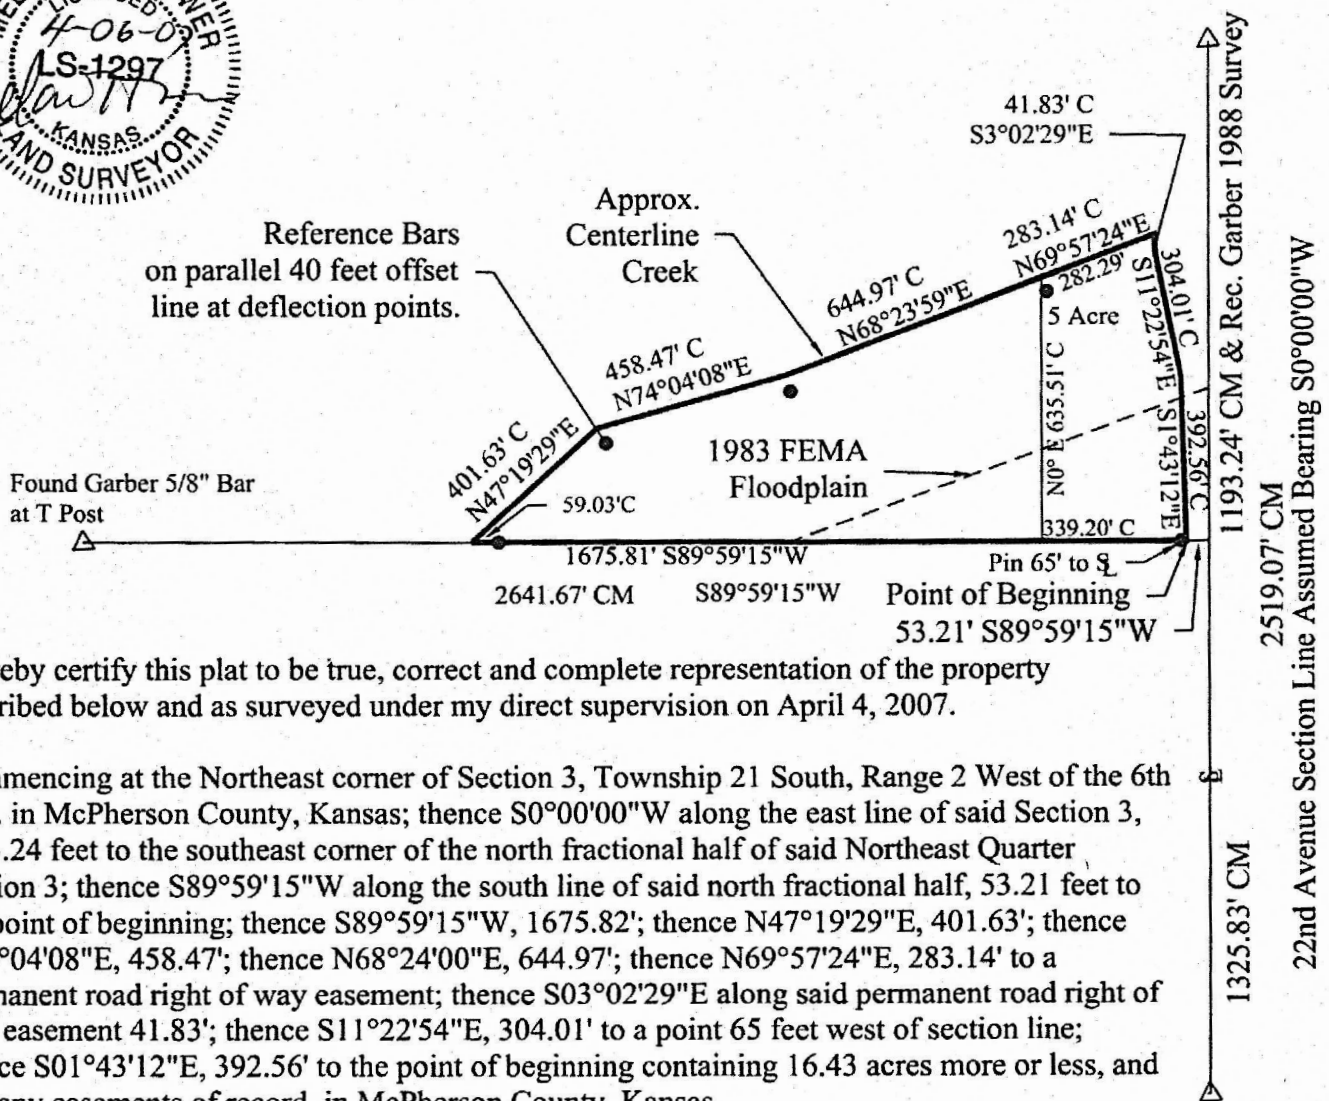 4-06-07
LS-1297
KANSAS
LAND SURVEYOR
41.83' C
S3°02'29"E
Approx.
Centerline
Creek
Reference Bars
on parallel 40 feet offset
line at deflection points.
283.14' C
N69°57'24"E
282.29'
644.97' C
N68°23'59"E
5 Acre
304.01' C
S11°22'54"E
458.47' C
N74°04'08"E
401.63' C
N47°19'29"E
N0° E 635.51' C
392.56' C
S1°43'12"E
1983 FEMA
Floodplain
Found Garber 5/8" Bar
at T Post
59.03'C
339.20' C
1675.81' S89°59'15"W
Pin 65' to
2641.67' CM S89°59'15"W
Point of Beginning
53.21' S89°59'15"W
1193.24' CM & Rec. Garber 1988 Survey
2519.07' CM
22nd Avenue Section Line Assumed Bearing S0°00'00"W
3
1325.83' CM
eby certify this plat to be true, correct and complete representation of the property
ribed below and as surveyed under my direct supervision on April 4, 2007.
mencing at the Northeast corner of Section 3, Township 21 South, Range 2 West of the 6th
in McPherson County, Kansas; thence S0°00'00"W along the east line of said Section 3,
.24 feet to the southeast corner of the north fractional half of said Northeast Quarter
ion 3; thence S89°59'15"W along the south line of said north fractional half, 53.21 feet to
point of beginning; thence S89°59'15"W, 1675.82'; thence N47°19'29"E, 401.63'; thence
°04'08"E, 458.47'; thence N68°24'00"E, 644.97'; thence N69°57'24"E, 283.14' to a
manent road right of way easement; thence S03°02'29"E along said permanent road right of
easement 41.83'; thence S11°22'54"E, 304.01' to a point 65 feet west of section line;
ce S01°43'12"E, 392.56' to the point of beginning containing 16.43 acres more or less, and
any easements of record, in McPherson County, Kansas